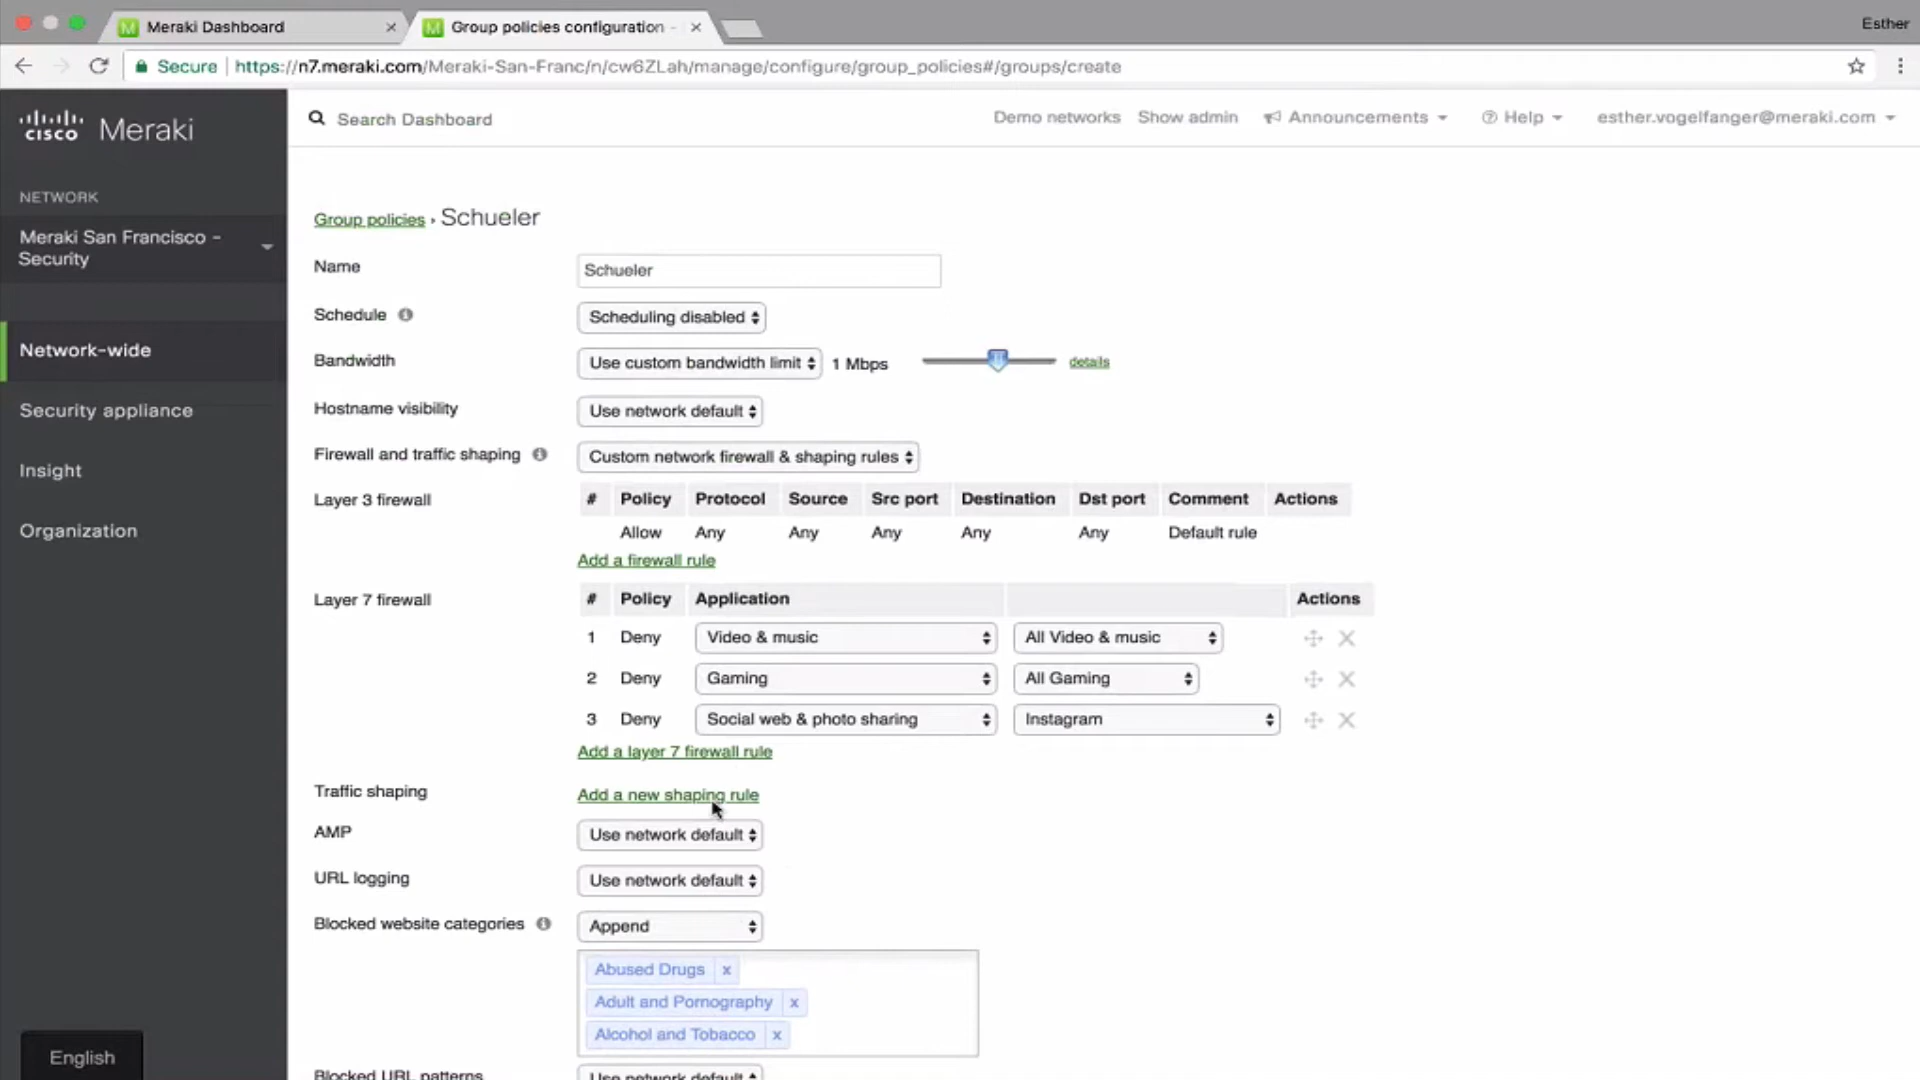 Meraki Dashboard
Group policies configuration -
Esther
Secure https://n7.meraki.com/Meraki-San-Franc/n/cw6ZLah/manage/configure/group_policies#/groups/create
cisco Meraki
Search Dashboard
Demo networks Show admin Announcements Help esther.vogelfanger@meraki.com
NETWORK
Meraki San Francisco -
Security
Network-wide
Security appliance
Insight
Organization
English
Group policies › Schueler
Name Schueler
Schedule Scheduling disabled
Bandwidth Use custom bandwidth limit 1 Mbps details
Hostname visibility Use network default
Firewall and traffic shaping Custom network firewall & shaping rules
Layer 3 firewall # Policy Protocol Source Src port Destination Dst port Comment Actions
Allow Any Any Any Any Any Default rule
Add a firewall rule
Layer 7 firewall # Policy Application Actions
1 Deny Video & music All Video & music
2 Deny Gaming All Gaming
3 Deny Social web & photo sharing Instagram
Add a layer 7 firewall rule
Traffic shaping Add a new shaping rule
AMP Use network default
URL logging Use network default
Blocked website categories Append
Abused Drugs x
Adult and Pornography x
Alcohol and Tobacco x
Blocked URL patterns Use network default